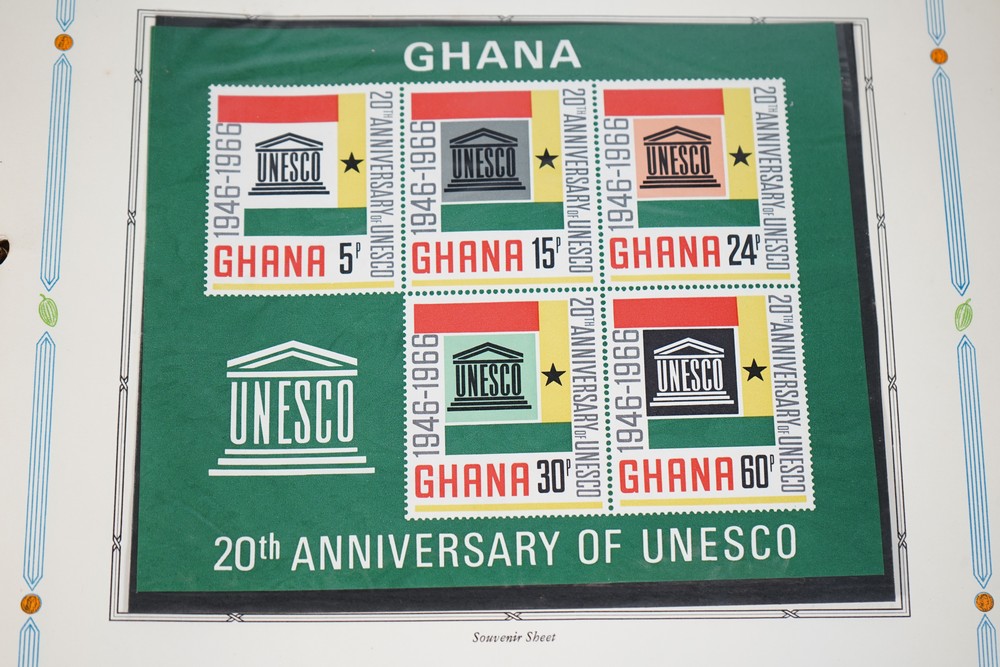 GHANA
1946-1966
UNESCO
20TH ANNIVERSARY OF UNESCO
GHANA 5P
1946-1966
UNESCO
20TH ANNIVERSARY OF UNESCO
GHANA 15P
1946-1966
UNESCO
20TH ANNIVERSARY OF UNESCO
GHANA 24P
UNESCO
1946-1966
UNESCO
20TH ANNIVERSARY OF UNESCO
GHANA 30P
1946-1966
UNESCO
20TH ANNIVERSARY OF UNESCO
GHANA 60P
20th ANNIVERSARY OF UNESCO
Souvenir Sheet